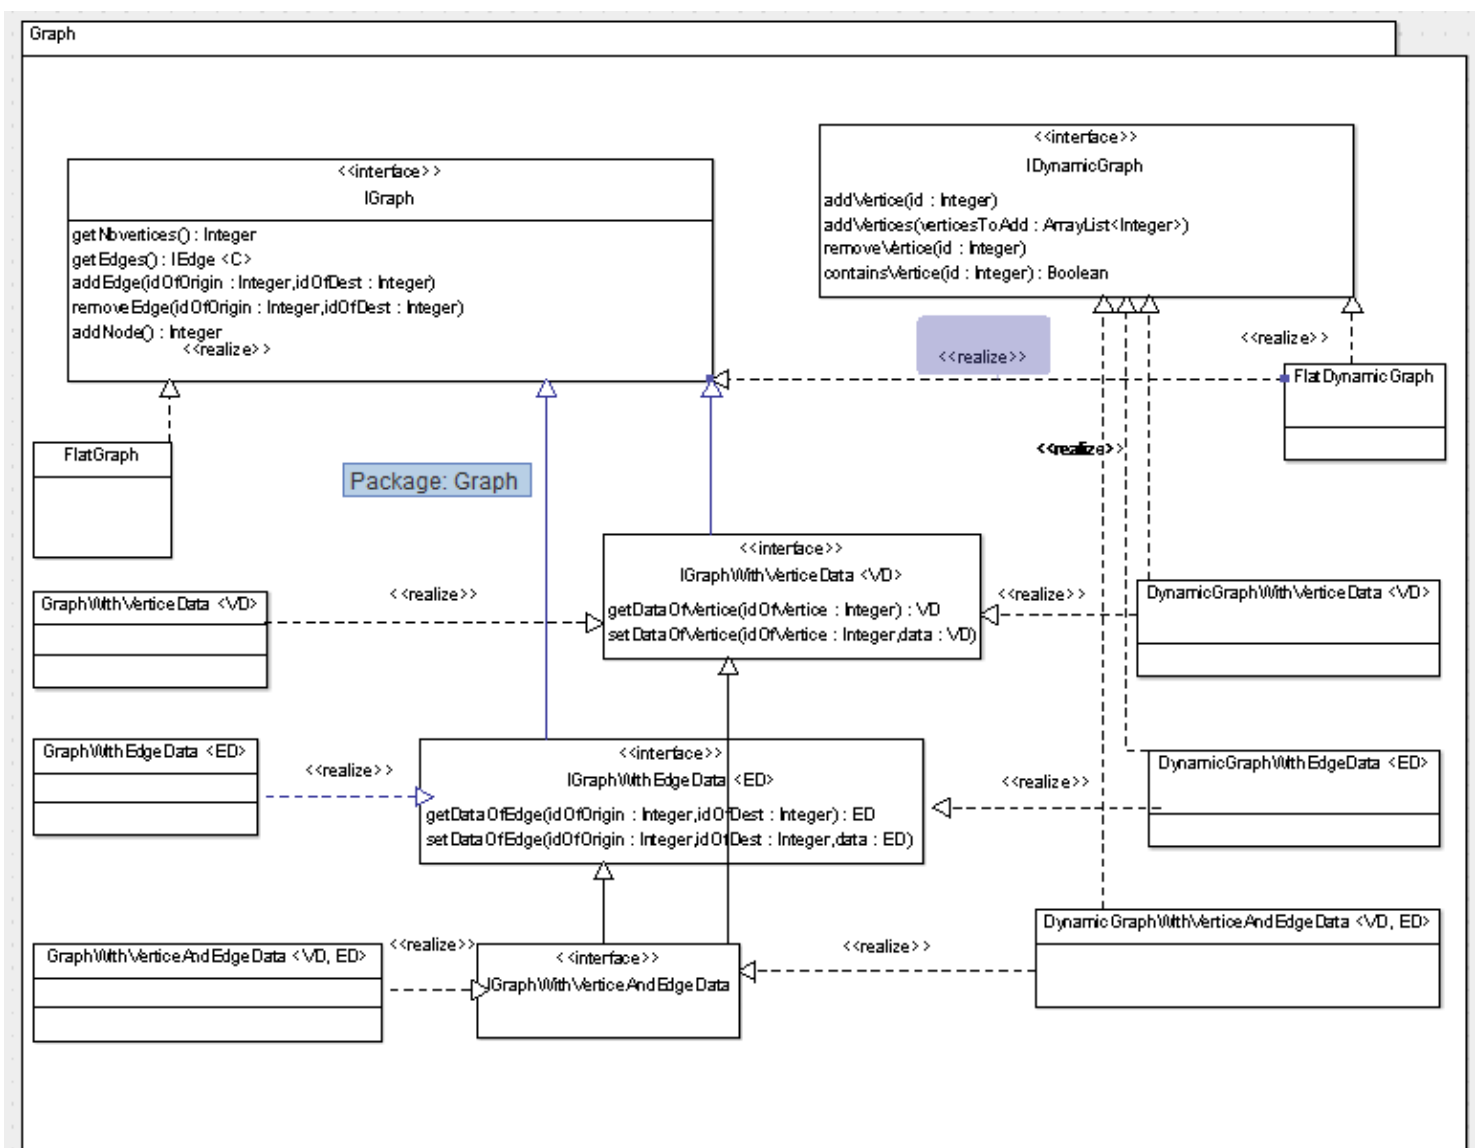 Graph
<<interface>>
IGraph
getNbvertices() : Integer
getEdges() : IEdge <C>
addEdge(idOfOrigin : Integer,idOfDest : Integer)
removeEdge(idOfOrigin : Integer,idOfDest : Integer)
addNode() : Integer
<<realize>>
<<interface>>
IDynamicGraph
addVertice(id : Integer)
addVertices(verticesToAdd : ArrayList<Integer>)
removeVertice(id : Integer)
containsVertice(id : Integer) : Boolean
<<realize>>
<<realize>>
FlatDynamicGraph
FlatGraph
<<realize>>
Package: Graph
<<interface>>
IGraphWithVerticeData <VD>
getDataOfVertice(idOfVertice : Integer) : VD
setDataOfVertice(idOfVertice : Integer,data : VD)
GraphWithVerticeData <VD>
<<realize>>
<<realize>>
DynamicGraphWithVerticeData <VD>
GraphWithEdgeData <ED>
<<realize>>
<<interface>>
IGraphWithEdgeData <ED>
getDataOfEdge(idOfOrigin : Integer,idOfDest : Integer) : ED
setDataOfEdge(idOfOrigin : Integer,idOfDest : Integer,data : ED)
<<realize>>
DynamicGraphWithEdgeData <ED>
GraphWithVerticeAndEdgeData <VD, ED>
<<realize>>
<<interface>>
IGraphWithVerticeAndEdgeData
<<realize>>
DynamicGraphWithVerticeAndEdgeData <VD, ED>